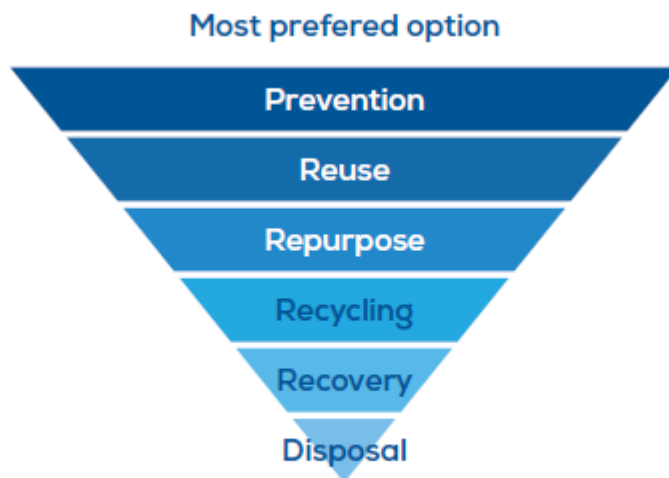 Most prefered option
Prevention
Reuse
Repurpose
Recycling
Recovery
Disposal